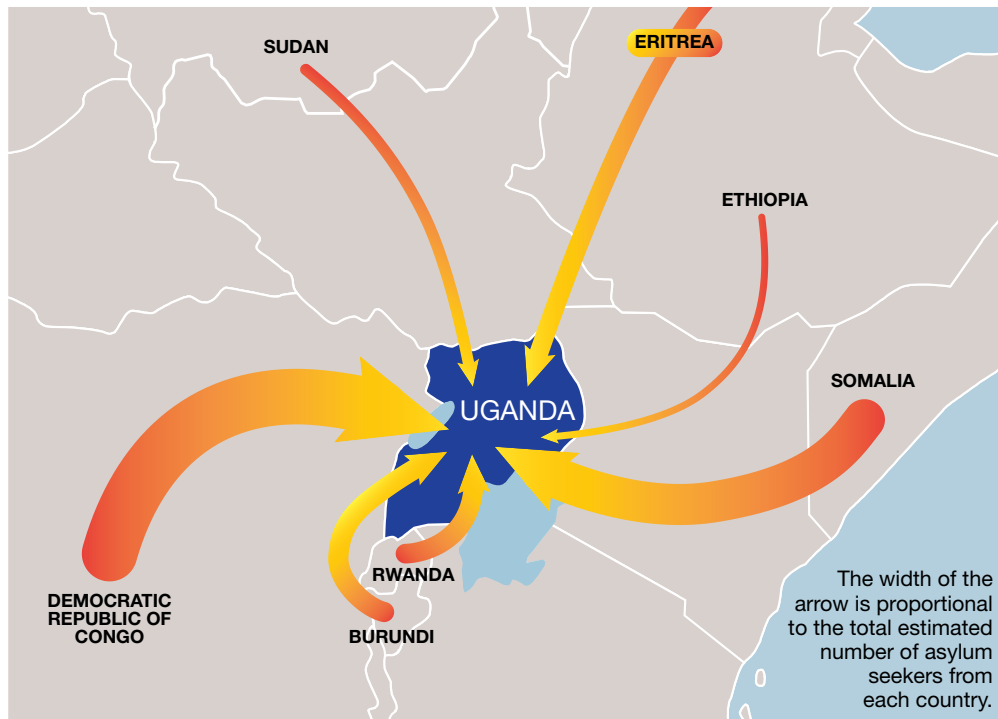 SUDAN
ERITREA
ETHIOPIA
SOMALIA
UGANDA
DEMOCRATIC
REPUBLIC OF
CONGO
RWANDA
BURUNDI
The width of the
arrow is proportional
to the total estimated
number of asylum
seekers from
each country.